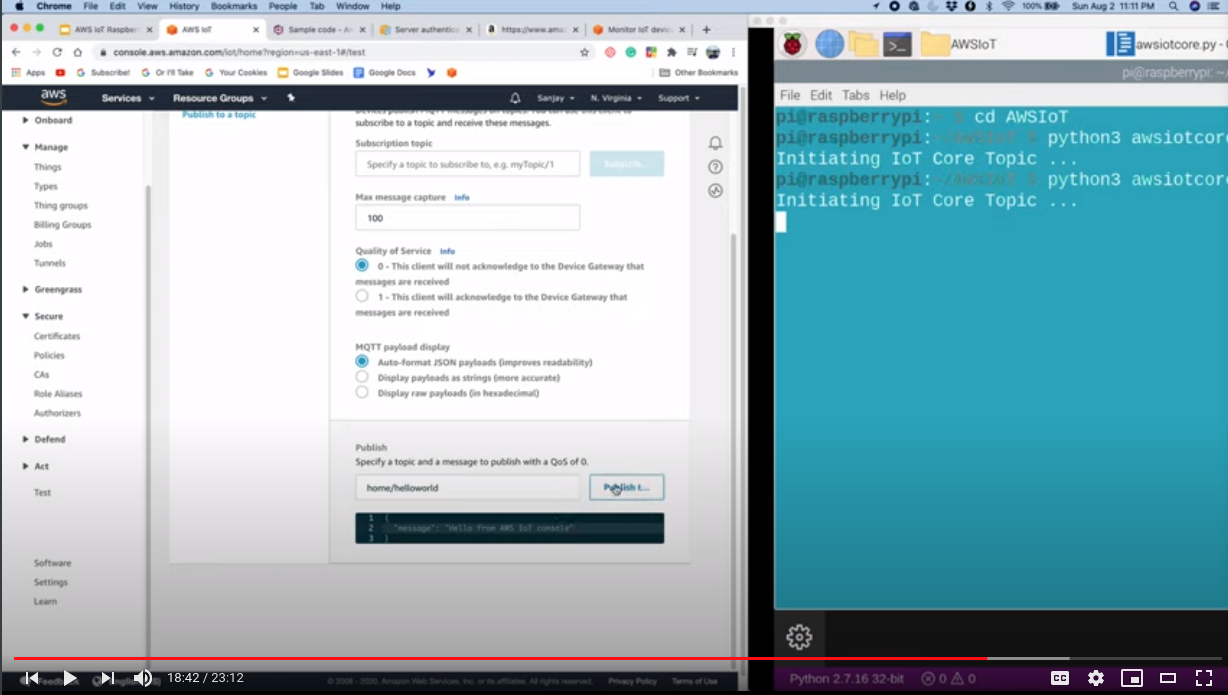 Chrome File Edit View History Bookmarks People Tab Window Help
100% Sun Aug 2 11:11 PM
AWS IoT Raspberr
AWS IoT
Sample code - A
Server authentic
https://www.ama
Monitor IoT devic
console.aws.amazon.com/iot/home?region=us-east-1#/test
Apps Subscribe! Or I'll Take Your Cookies Google Slides Google Docs Other Bookmarks
aws Services Resource Groups Sanjay N. Virginia Support
Onboard
Manage
Things
Types
Thing groups
Billing Groups
Jobs
Tunnels
Greengrass
Secure
Certificates
Policies
CAs
Role Aliases
Authorizers
Defend
Act
Test
Software
Settings
Learn
Publish to a topic
subscribe to a topic and receive these messages.
Subscription topic
Specify a topic to subscribe to, e.g. myTopic/1
Max message capture Info
100
Quality of Service Info
0 - This client will not acknowledge to the Device Gateway that
messages are received
1 - This client will acknowledge to the Device Gateway that
messages are received
MQTT payload display
Auto-format JSON payloads (improves readability)
Display payloads as strings (more accurate)
Display raw payloads (in hexadecimal)
Publish
Specify a topic and a message to publish with a QoS of 0.
home/helloworld Publish t...
1 {
2 "message": "Hello from AWS IoT console"
3 }
© 2008 - 2020, Amazon Web Services, Inc. or its affiliates. All rights reserved. Privacy Policy Terms of Use
AWSIoT
awsiotcore.py -
pi@raspberrypi: ~/
File Edit Tabs Help
pi@raspberrypi:~ $ cd AWSIoT
pi@raspberrypi:~/AWSIoT $ python3 awsiotcore
Initiating IoT Core Topic ...
pi@raspberrypi:~/AWSIoT $ python3 awsiotcore
Initiating IoT Core Topic ...
Python 2.7.16 32-bit 0 0
18:42 / 23:12
CC